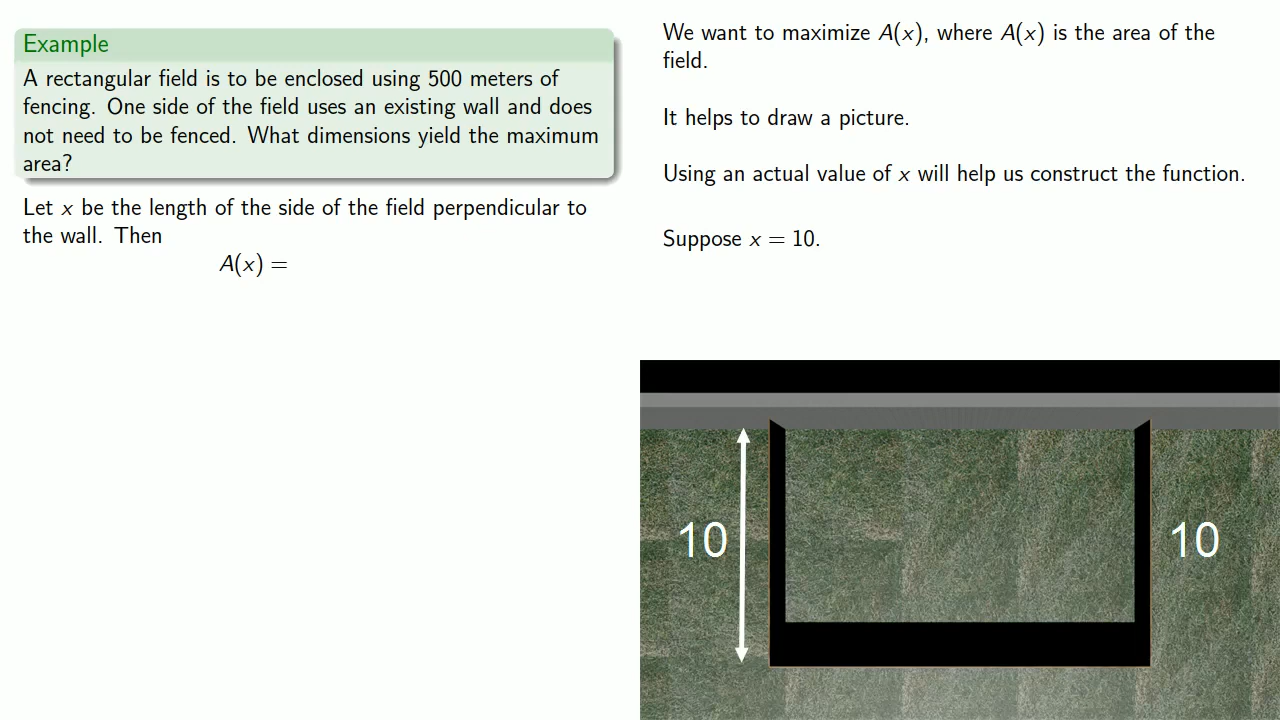 Example
A rectangular field is to be enclosed using 500 meters of
fencing. One side of the field uses an existing wall and does
not need to be fenced. What dimensions yield the maximum
area?
Let x be the length of the side of the field perpendicular to
the wall. Then
A(x) =
We want to maximize A(x), where A(x) is the area of the
field.
It helps to draw a picture.
Using an actual value of x will help us construct the function.
Suppose x = 10.
10
10